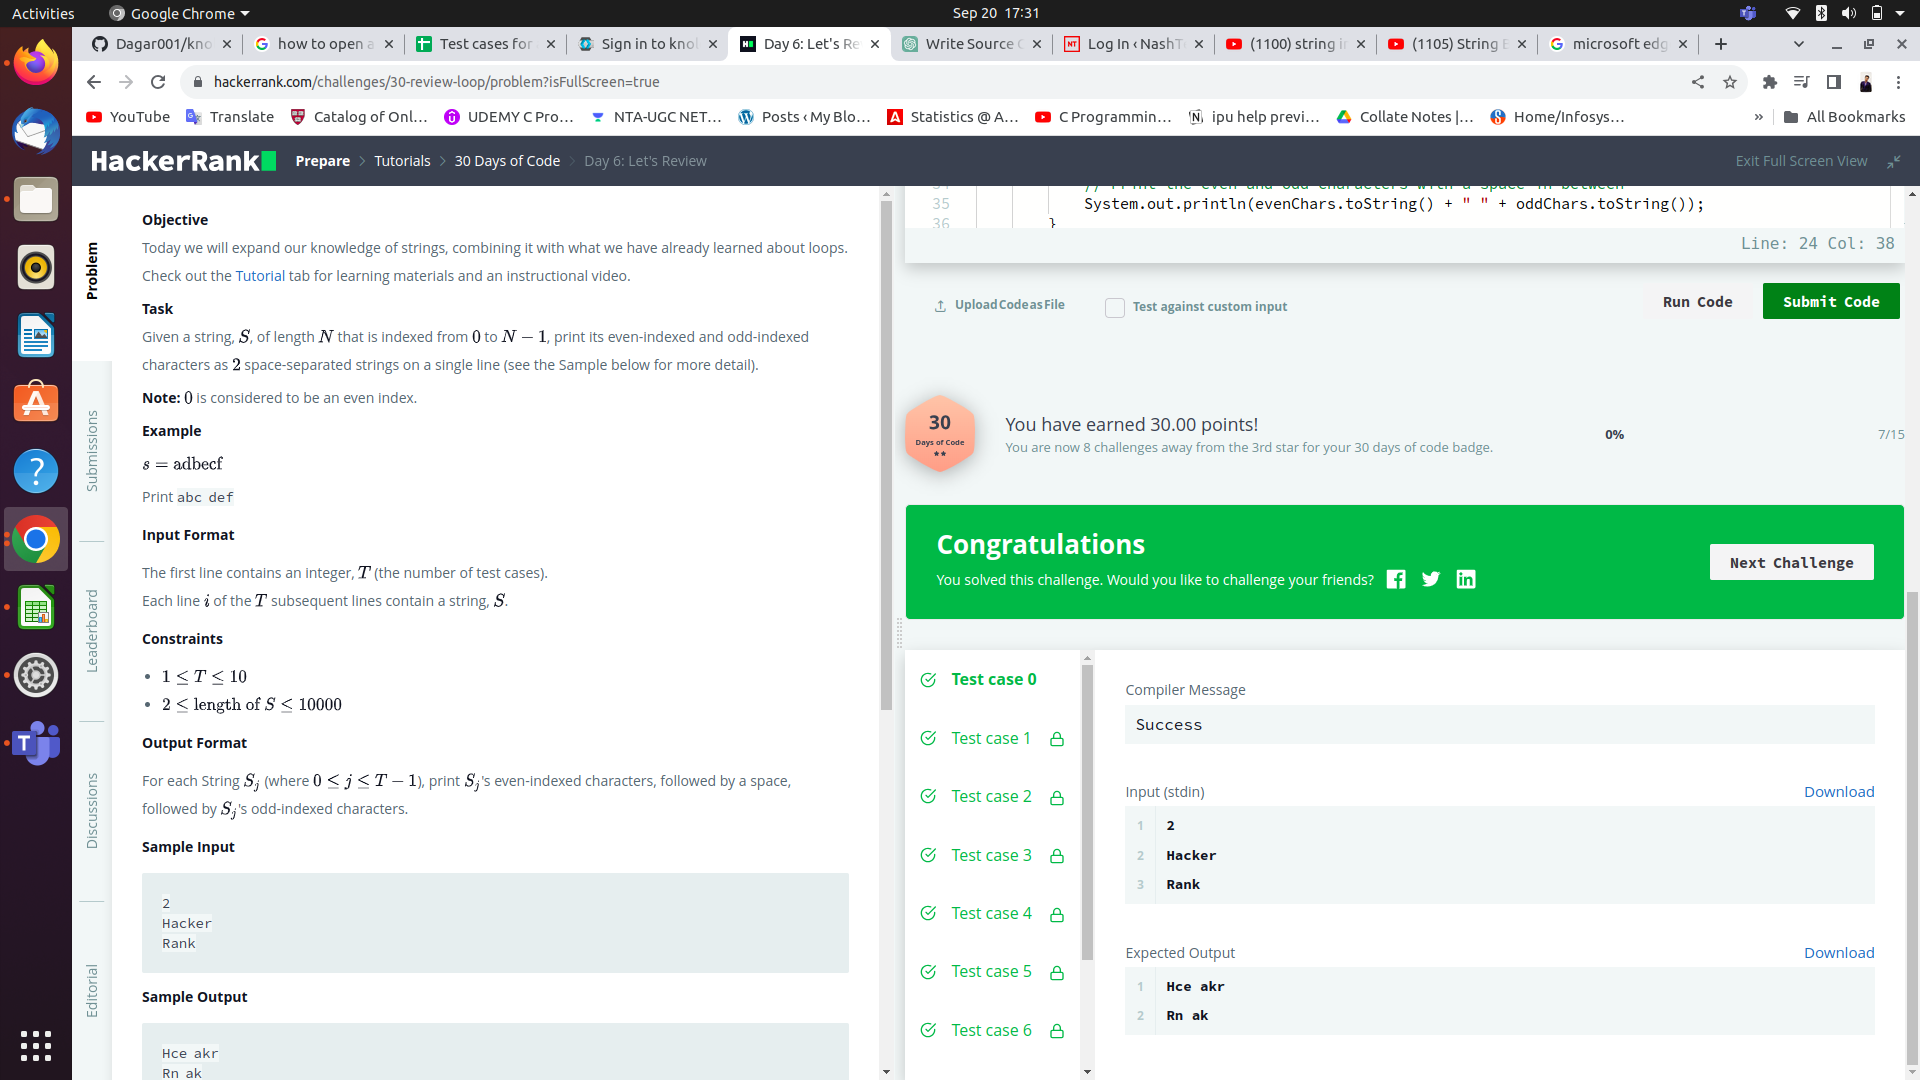 Activities
Google Chrome
Sep 20 17:31
Dagar001/kno
how to open a
Test cases for
Sign in to knol
Day 6: Let's Re
Write Source C
Log In ‹ NashT
(1100) string in
(1105) String B
microsoft edg
hackerrank.com/challenges/30-review-loop/problem?isFullScreen=true
YouTube
Translate
Catalog of Onl...
UDEMY C Pro...
NTA-UGC NET...
Posts ‹ My Blo...
Statistics @ A...
C Programmin...
ipu help previ...
Collate Notes |...
Home/Infosys...
»
All Bookmarks
HackerRank
Prepare > Tutorials > 30 Days of Code > Day 6: Let's Review
Exit Full Screen View
Problem
Submissions
Leaderboard
Discussions
Editorial
Objective
Today we will expand our knowledge of strings, combining it with what we have already learned about loops.
Check out the Tutorial tab for learning materials and an instructional video.
Task
Given a string, S, of length N that is indexed from 0 to N − 1, print its even-indexed and odd-indexed
characters as 2 space-separated strings on a single line (see the Sample below for more detail).
Note: 0 is considered to be an even index.
Example
s = adbecf
Print abc def
Input Format
The first line contains an integer, T (the number of test cases).
Each line i of the T subsequent lines contain a string, S.
Constraints
• 1 ≤ T ≤ 10
• 2 ≤ length of S ≤ 10000
Output Format
For each String Sj (where 0 ≤ j ≤ T − 1), print Sj's even-indexed characters, followed by a space,
followed by Sj's odd-indexed characters.
Sample Input
2
Hacker
Rank
Sample Output
Hce akr
Rn ak
34 // Print the even and odd characters with a space in between
35 System.out.println(evenChars.toString() + " " + oddChars.toString());
36 }
Line: 24 Col: 38
Upload Code as File
Test against custom input
Run Code
Submit Code
30
Days of Code
You have earned 30.00 points!
You are now 8 challenges away from the 3rd star for your 30 days of code badge.
0%
7/15
Congratulations
You solved this challenge. Would you like to challenge your friends?
Next Challenge
Test case 0
Test case 1
Test case 2
Test case 3
Test case 4
Test case 5
Test case 6
Compiler Message
Success
Input (stdin)
Download
1 2
2 Hacker
3 Rank
Expected Output
Download
1 Hce akr
2 Rn ak